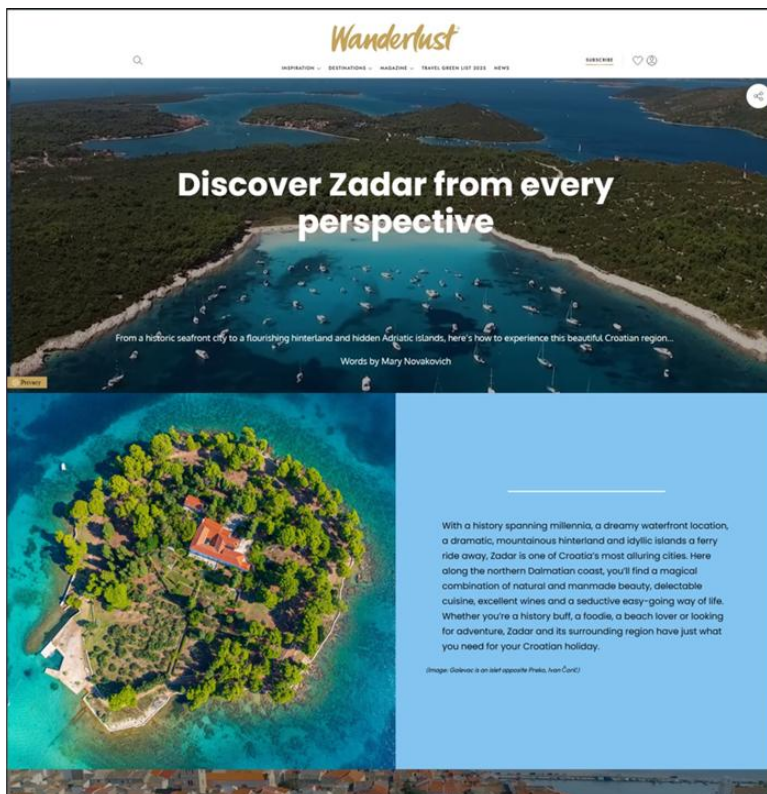 Wanderlust
INSPIRATION
DESTINATIONS
MAGAZINE
TRAVEL GREEN LIST 2025
NEWS
SUBSCRIBE
Discover Zadar from every
perspective
From a historic seafront city to a flourishing hinterland and hidden Adriatic islands, here's how to experience this beautiful Croatian region...
Words by Mary Novakovich
Privacy
With a history spanning millennia, a dreamy waterfront location,
a dramatic, mountainous hinterland and idyllic islands a ferry
ride away, Zadar is one of Croatia's most alluring cities. Here
along the northern Dalmatian coast, you'll find a magical
combination of natural and manmade beauty, delectable
cuisine, excellent wines and a seductive easy-going way of life.
Whether you're a history buff, a foodie, a beach lover or looking
for adventure, Zadar and its surrounding region have just what
you need for your Croatian holiday.
(Image: Galevac is an islet opposite Preko, Ivan Čorić)